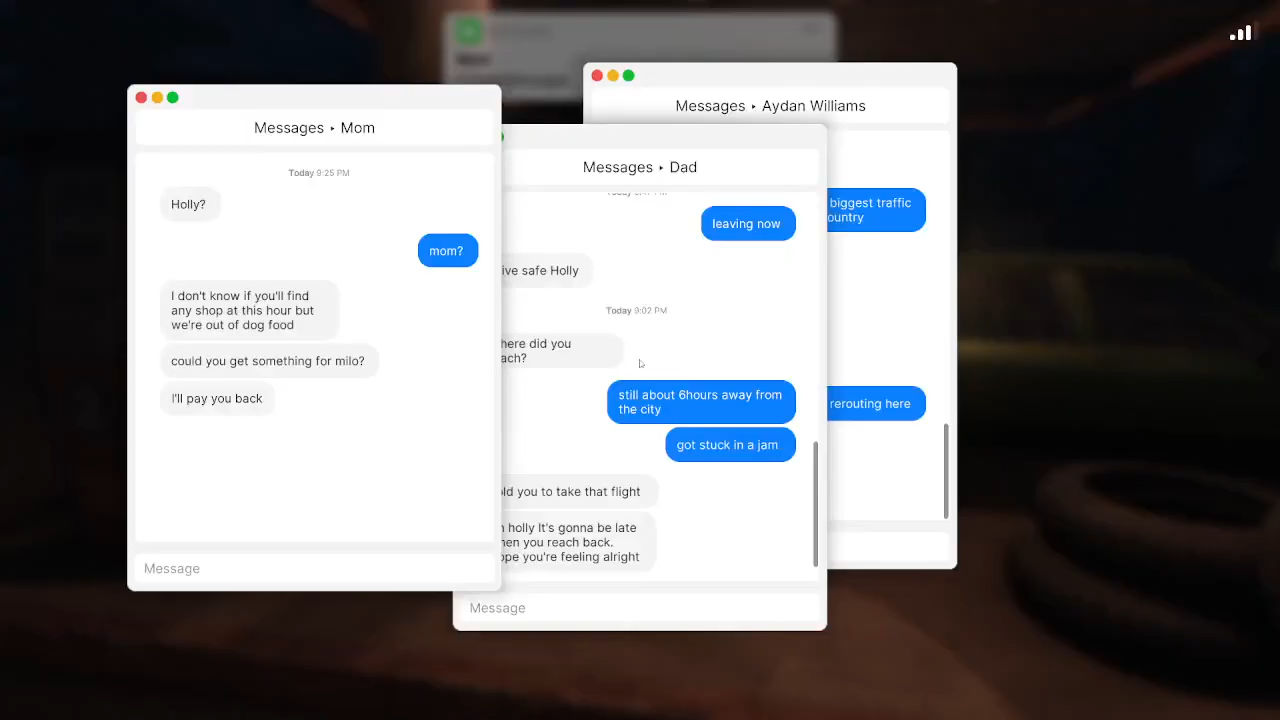 Messages ▸ Mom
Today 9:25 PM
Holly?
mom?
I don't know if you'll find
any shop at this hour but
we're out of dog food
could you get something for milo?
I'll pay you back
Message
Messages ▸ Dad
leaving now
ive safe Holly
Today 9:02 PM
here did you
ach?
still about 6hours away from
the city
got stuck in a jam
old you to take that flight
holly It's gonna be late
hen you reach back.
ope you're feeling alright
Message
Messages ▸ Aydan Williams
biggest traffic
ountry
rerouting here